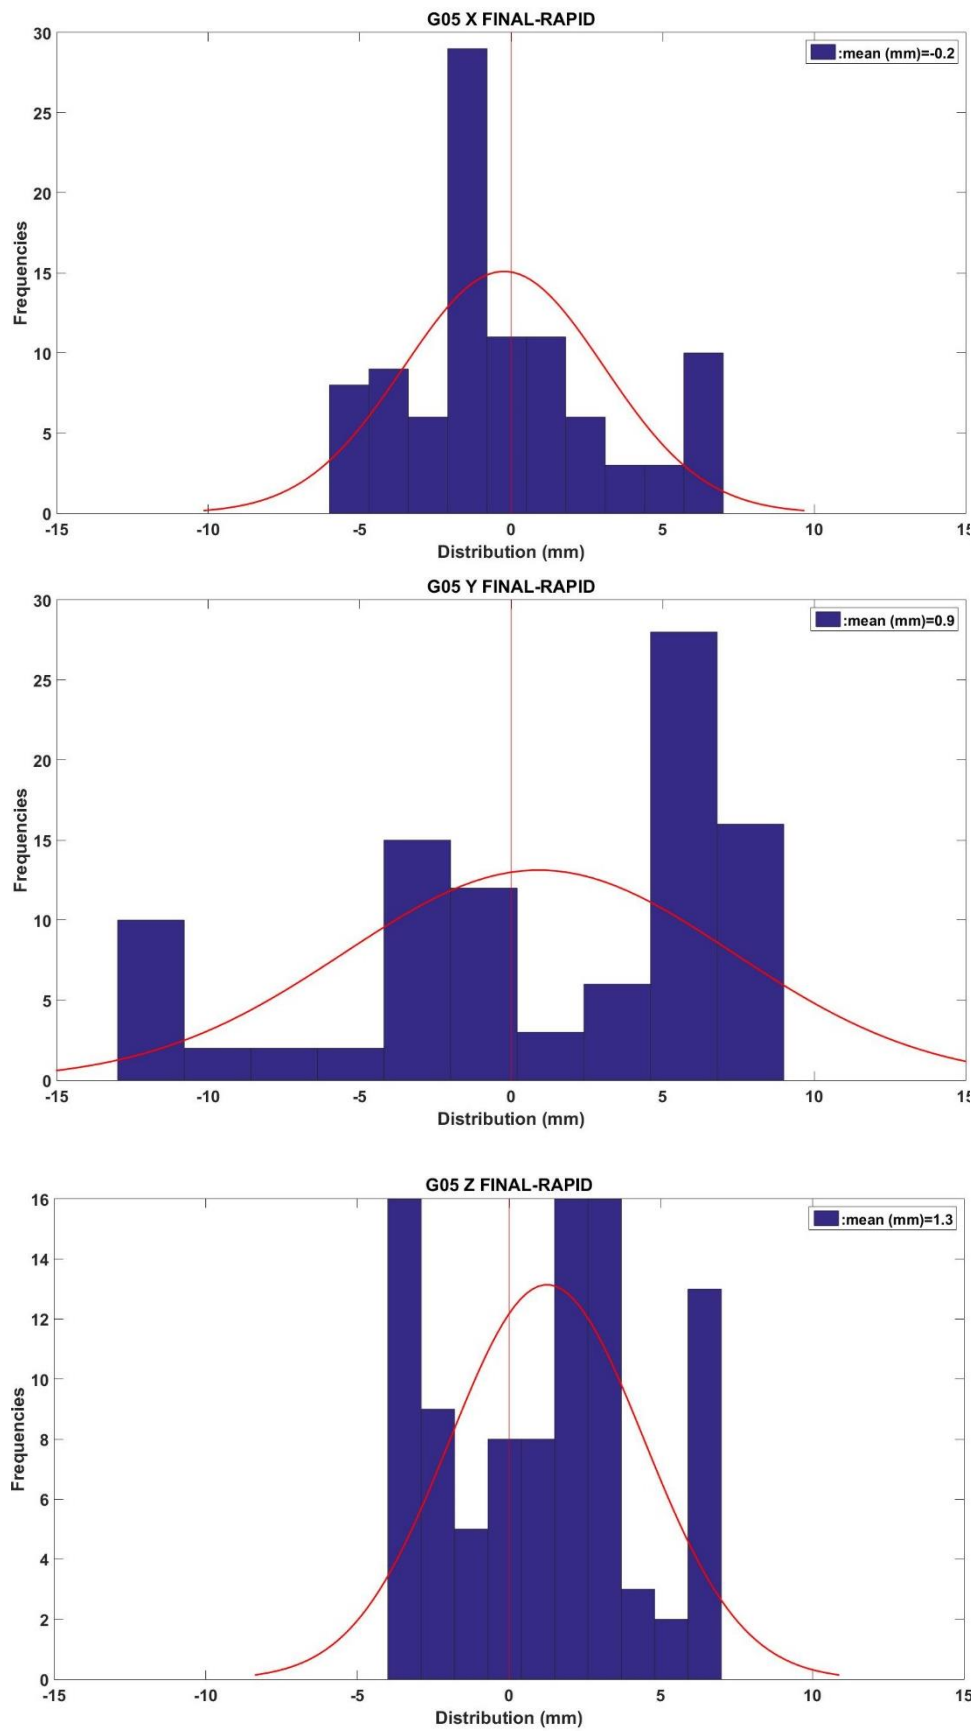 G05 X FINAL-RAPID
:mean (mm)=-0.2
30
25
20
15
10
5
0
Frequencies
-15 -10 -5 0 5 10 15
Distribution (mm)
G05 Y FINAL-RAPID
:mean (mm)=0.9
30
25
20
15
10
5
0
Frequencies
-15 -10 -5 0 5 10 15
Distribution (mm)
G05 Z FINAL-RAPID
:mean (mm)=1.3
16
14
12
10
8
6
4
2
0
Frequencies
-15 -10 -5 0 5 10 15
Distribution (mm)